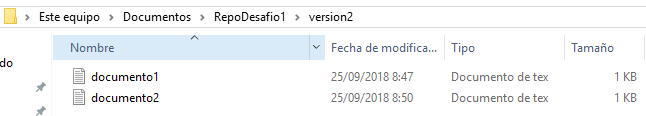 Este equipo > Documentos > RepoDesafio1 > version2
Nombre Fecha de modifica... Tipo Tamaño
do
documento1 25/09/2018 8:47 Documento de tex 1 KB
documento2 25/09/2018 8:50 Documento de tex 1 KB